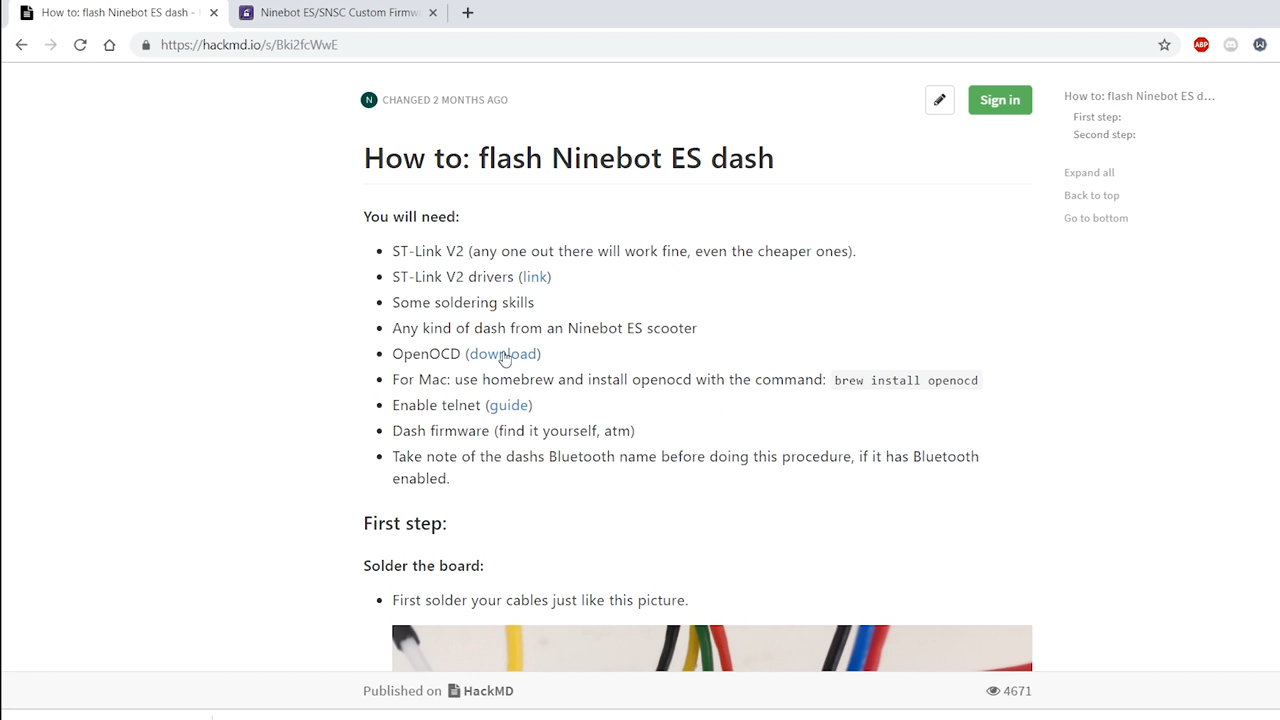 How to: flash Ninebot ES dash -
Ninebot ES/SNSC Custom Firmw
https://hackmd.io/s/Bki2fcWwE
ABP
N CHANGED 2 MONTHS AGO
Sign in
How to: flash Ninebot ES d...
First step:
Second step:
Expand all
Back to top
Go to bottom
How to: flash Ninebot ES dash
You will need:
• ST-Link V2 (any one out there will work fine, even the cheaper ones).
• ST-Link V2 drivers (link)
• Some soldering skills
• Any kind of dash from an Ninebot ES scooter
• OpenOCD (download)
• For Mac: use homebrew and install openocd with the command: brew install openocd
• Enable telnet (guide)
• Dash firmware (find it yourself, atm)
• Take note of the dashs Bluetooth name before doing this procedure, if it has Bluetooth
enabled.
First step:
Solder the board:
• First solder your cables just like this picture.
Published on HackMD
4671